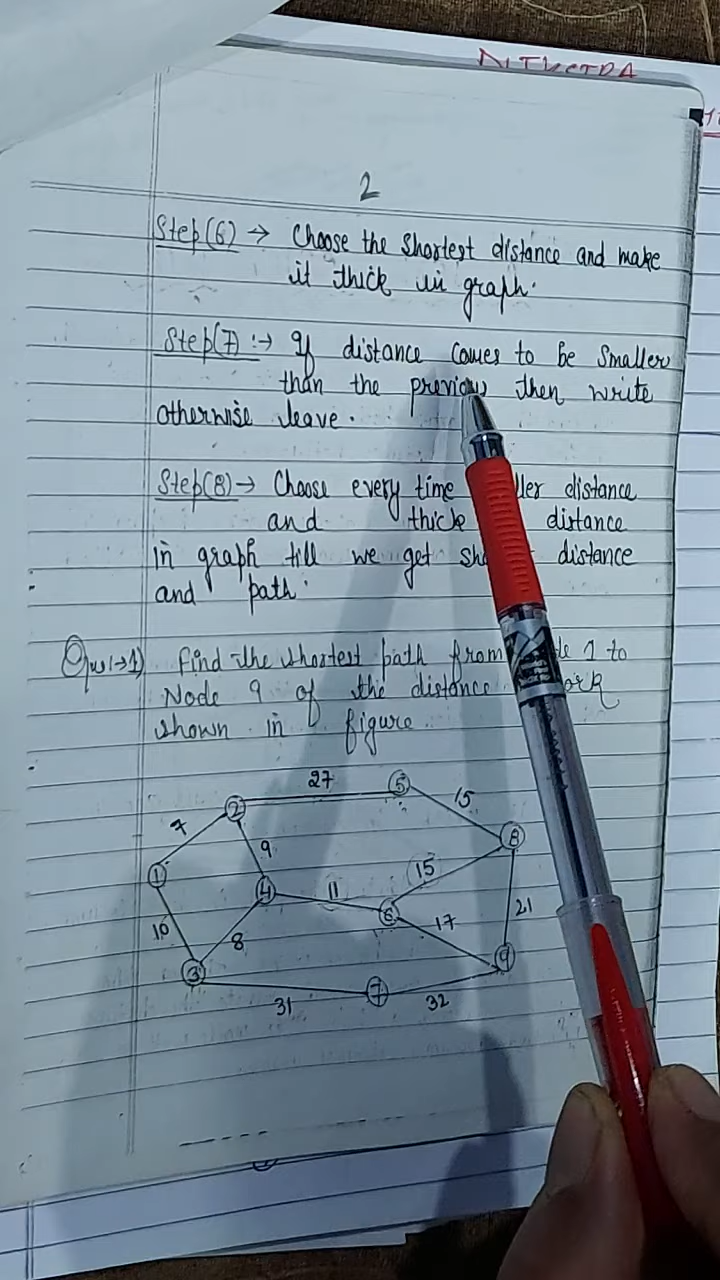 2
Step(6) → Choose the shortest distance and make
it thick in graph.
Step(7) :→ If distance comes to be smaller
than the previous then write
otherwise leave.
Step(8) → Choose every time ller distance
and thick distance
in graph till we get distance
and path.
Ques→1) Find the shortest path from 1 to
Node 9 of the distance
shown in figure
27
5
15
2
7
9
8
1
4
11
15
6
10
8
17
21
3
9
7
31
32